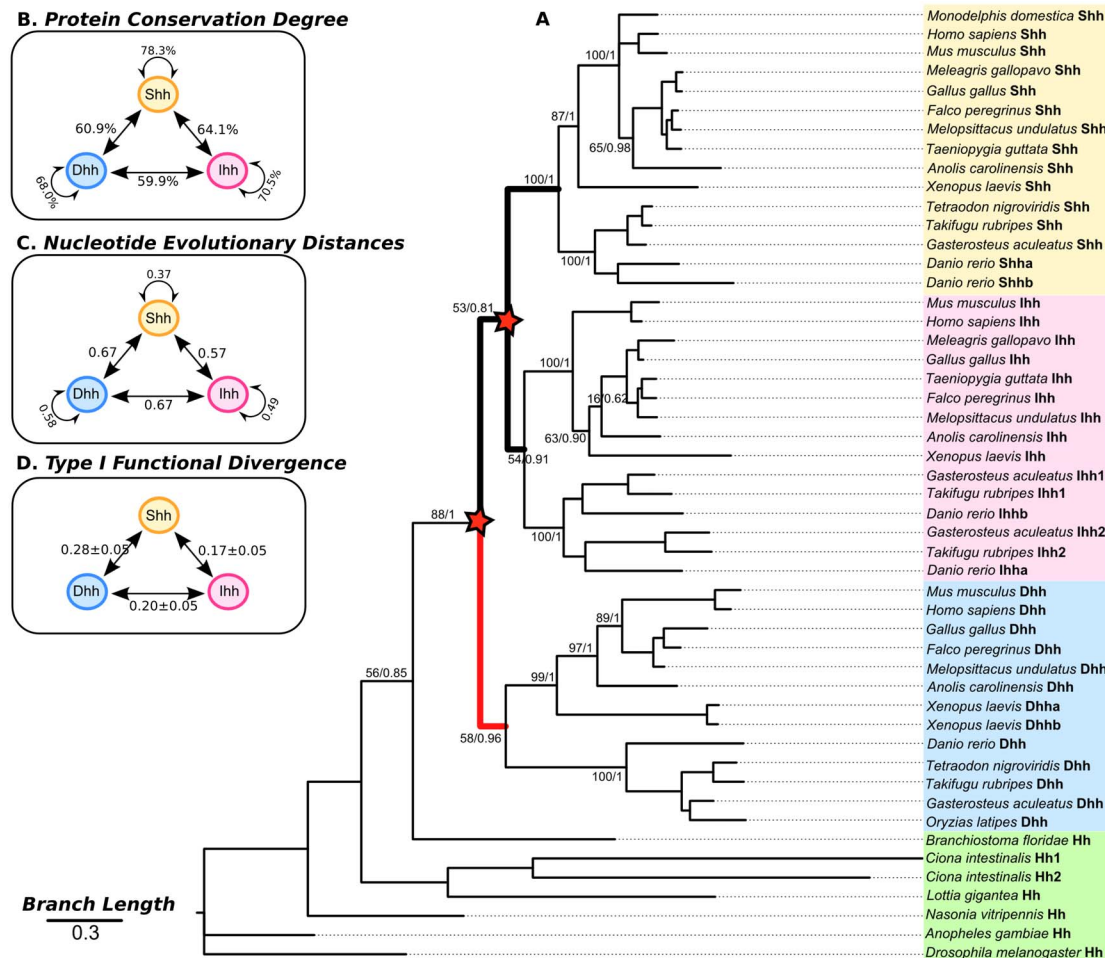 B. Protein Conservation Degree
78.3%
Shh
60.9%
64.1%
Dhh
Ihh
59.9%
68.0%
70.5%
C. Nucleotide Evolutionary Distances
0.37
Shh
0.67
0.57
Dhh
Ihh
0.67
0.58
0.49
D. Type I Functional Divergence
Shh
0.28±0.05
0.17±0.05
Dhh
Ihh
0.20±0.05
A
100/1
87/1
65/0.98
100/1
100/1
53/0.81
100/1
16/0.62
63/0.90
54/0.91
100/1
88/1
89/1
97/1
99/1
56/0.85
58/0.96
100/1
Monodelphis domestica Shh
Homo sapiens Shh
Mus musculus Shh
Meleagris gallopavo Shh
Gallus gallus Shh
Falco peregrinus Shh
Melopsittacus undulatus Shh
Taeniopygia guttata Shh
Anolis carolinensis Shh
Xenopus laevis Shh
Tetraodon nigroviridis Shh
Takifugu rubripes Shh
Gasterosteus aculeatus Shh
Danio rerio Shha
Danio rerio Shhb
Mus musculus Ihh
Homo sapiens Ihh
Meleagris gallopavo Ihh
Gallus gallus Ihh
Taeniopygia guttata Ihh
Falco peregrinus Ihh
Melopsittacus undulatus Ihh
Anolis carolinensis Ihh
Xenopus laevis Ihh
Gasterosteus aculeatus Ihh1
Takifugu rubripes Ihh1
Danio rerio Ihhb
Gasterosteus aculeatus Ihh2
Takifugu rubripes Ihh2
Danio rerio Ihha
Mus musculus Dhh
Homo sapiens Dhh
Gallus gallus Dhh
Falco peregrinus Dhh
Melopsittacus undulatus Dhh
Anolis carolinensis Dhh
Xenopus laevis Dhha
Xenopus laevis Dhhb
Danio rerio Dhh
Tetraodon nigroviridis Dhh
Takifugu rubripes Dhh
Gasterosteus aculeatus Dhh
Oryzias latipes Dhh
Branchiostoma floridae Hh
Ciona intestinalis Hh1
Ciona intestinalis Hh2
Lottia gigantea Hh
Nasonia vitripennis Hh
Anopheles gambiae Hh
Drosophila melanogaster Hh
Branch Length
0.3